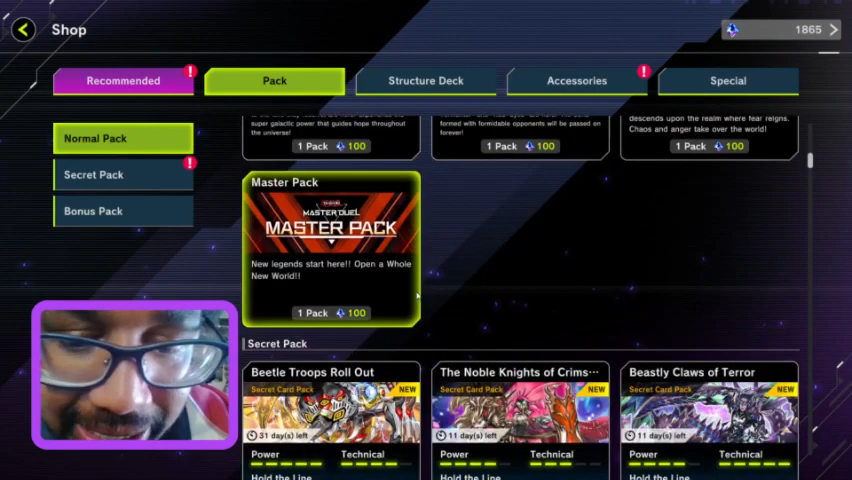 Shop
1865
Recommended
Pack
Structure Deck
Accessories
Special
Normal Pack
Secret Pack
Bonus Pack
super galactic power that guides hope throughout
the universe!
1 Pack 100
formed with formidable opponents will be passed on
forever!
1 Pack 100
descends upon the realm where fear reigns.
Chaos and anger take over the world!
1 Pack 100
Master Pack
MASTER DUEL
MASTER PACK
New legends start here!! Open a Whole
New World!!
1 Pack 100
Secret Pack
Beetle Troops Roll Out
Secret Card Pack
NEW
31 day(s) left
Power Technical
Hold the Line
The Noble Knights of Crims···
Secret Card Pack
NEW
11 day(s) left
Power Technical
Hold the Line
Beastly Claws of Terror
Secret Card Pack
NEW
11 day(s) left
Power Technical
Hold the Line